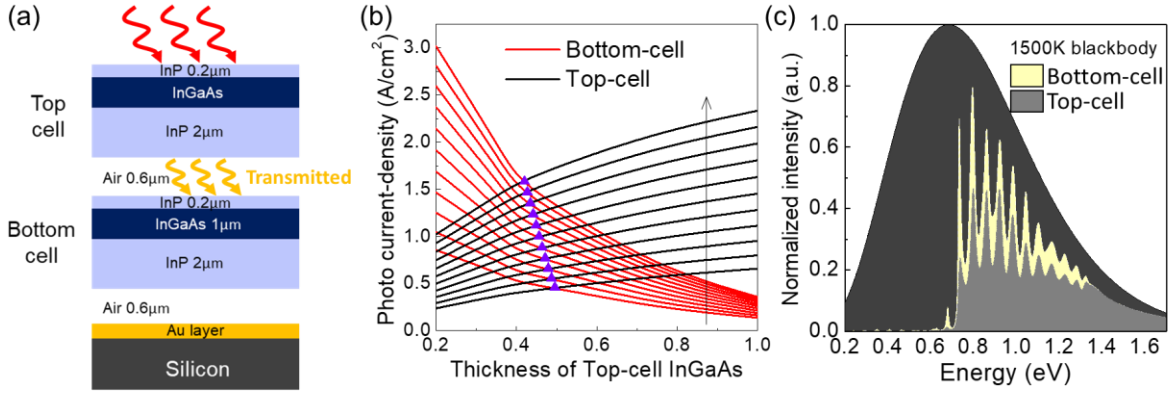 (a)
InP 0.2μm
InGaAs
InP 2μm
Top
cell
Air 0.6μm
Transmitted
InP 0.2μm
InGaAs 1μm
InP 2μm
Bottom
cell
Air 0.6μm
Au layer
Silicon
(b)
Photo current-density (A/cm²)
3.0
2.5
2.0
1.5
1.0
0.5
0.0
Bottom-cell
Top-cell
0.2 0.4 0.6 0.8 1.0
Thickness of Top-cell InGaAs
(c)
Normalized intensity (a.u.)
1.0
0.8
0.6
0.4
0.2
0.0
1500K blackbody
Bottom-cell
Top-cell
0.2 0.4 0.6 0.8 1.0 1.2 1.4 1.6
Energy (eV)